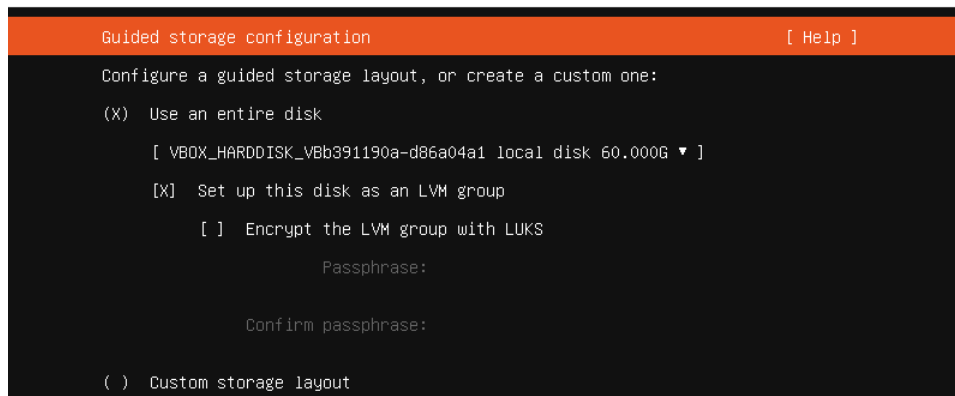 Guided storage configuration [ Help ]
Configure a guided storage layout, or create a custom one:
(X) Use an entire disk
[ VBOX_HARDDISK_VBb391190a-d86a04a1 local disk 60.000G ▾ ]
[X] Set up this disk as an LVM group
[ ] Encrypt the LVM group with LUKS
Passphrase:
Confirm passphrase:
( ) Custom storage layout